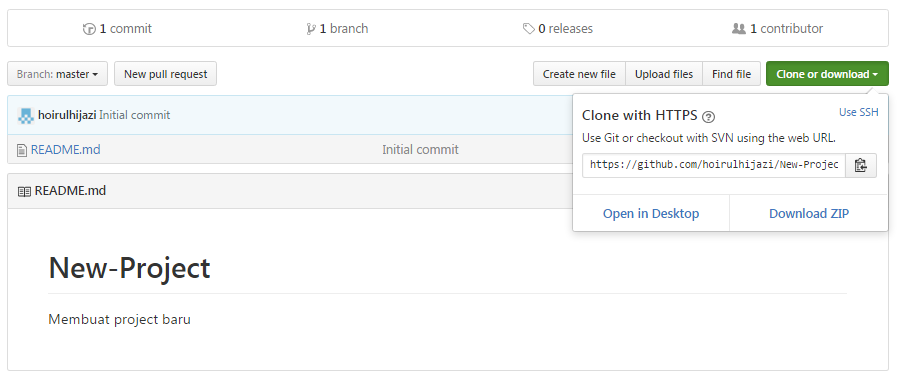 1 commit 1 branch 0 releases 1 contributor
Branch: master New pull request Create new file Upload files Find file Clone or download
hoirulhijazi Initial commit
README.md Initial commit
Clone with HTTPS ? Use SSH
Use Git or checkout with SVN using the web URL.
https://github.com/hoirulhijazi/New-Projec
Open in Desktop Download ZIP
README.md
New-Project
Membuat project baru